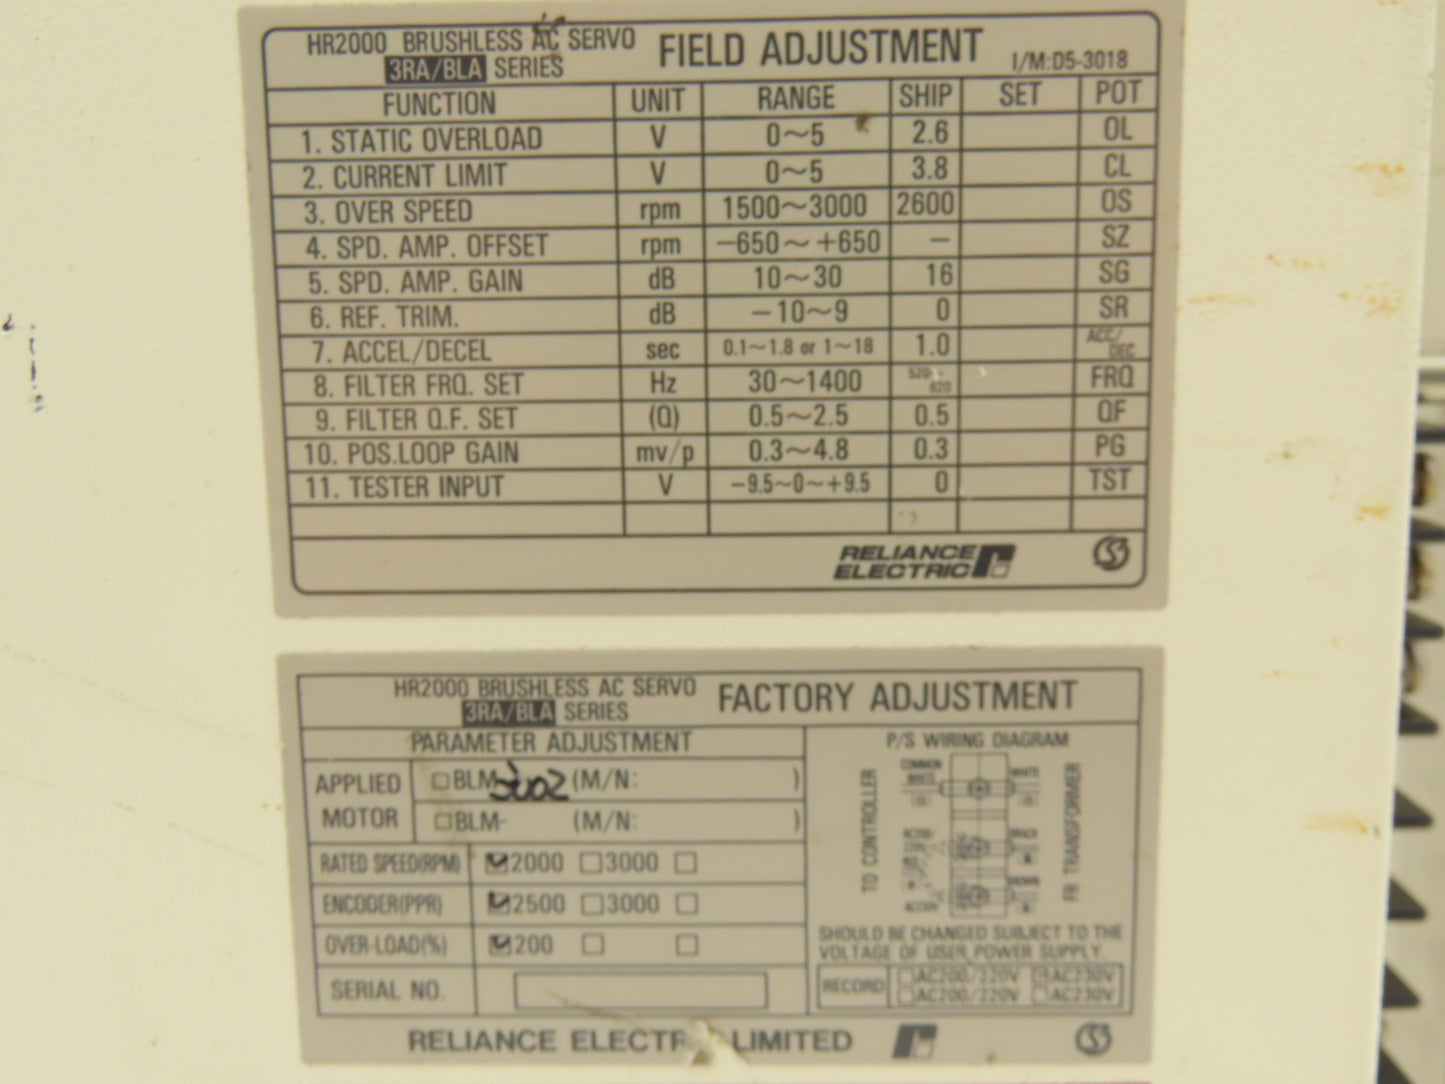 HR2000 BRUSHLESS AC SERVO FIELD ADJUSTMENT
3RA/BLA SERIES I/M:D5-3018
FUNCTION UNIT RANGE SHIP SET POT
1. STATIC OVERLOAD V 0~5 2.6 OL
2. CURRENT LIMIT V 0~5 3.8 CL
3. OVER SPEED rpm 1500~3000 2600 OS
4. SPD. AMP. OFFSET rpm −650~+650 − SZ
5. SPD. AMP. GAIN dB 10~30 16 SG
6. REF. TRIM. dB −10~9 0 SR
7. ACCEL/DECEL sec 0.1~1.8 or 1~18 1.0 ACC/DEC
8. FILTER FRQ. SET Hz 30~1400 FRQ
9. FILTER Q.F. SET (Q) 0.5~2.5 0.5 QF
10. POS.LOOP GAIN mv/p 0.3~4.8 0.3 PG
11. TESTER INPUT V −9.5~0~+9.5 0 TST
RELIANCE
ELECTRIC
HR2000 BRUSHLESS AC SERVO FACTORY ADJUSTMENT
3RA/BLA SERIES
PARAMETER ADJUSTMENT
APPLIED MOTOR
BLM- (M/N: )
BLM- (M/N: )
RATED SPEED(RPM) 2000 3000
ENCODER(PPR) 2500 3000
OVER-LOAD(%) 200
SERIAL NO.
P/S WIRING DIAGRAM
TO CONTROLLER
COMMON WHITE WHITE
FR TRANSFORMER
SHOULD BE CHANGED SUBJECT TO THE
VOLTAGE OF USER POWER SUPPLY.
RECORD
AC200/220V AC230V
AC200/220V AC230V
RELIANCE LIMITED